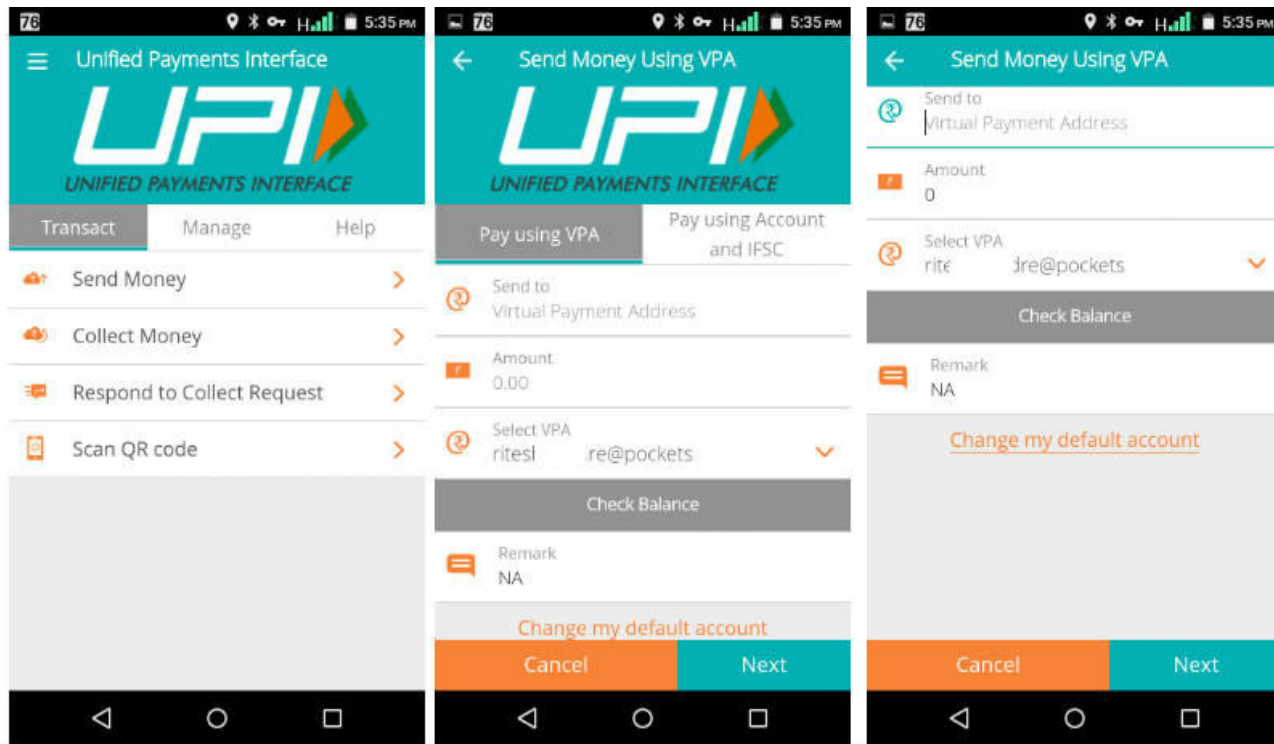 76
H
5:35 PM
Unified Payments Interface
UPI
UNIFIED PAYMENTS INTERFACE
Transact
Manage
Help
Send Money
Collect Money
Respond to Collect Request
Scan QR code
76
H
5:35 PM
Send Money Using VPA
UPI
UNIFIED PAYMENTS INTERFACE
Pay using VPA
Pay using Account
and IFSC
Send to
Virtual Payment Address
Amount
0.00
Select VPA
re@pockets
Check Balance
Remark
NA
Change my default account
Cancel
Next
76
H
5:35 PM
Send Money Using VPA
Send to
Virtual Payment Address
Amount
0
Select VPA
dre@pockets
Check Balance
Remark
NA
Change my default account
Cancel
Next